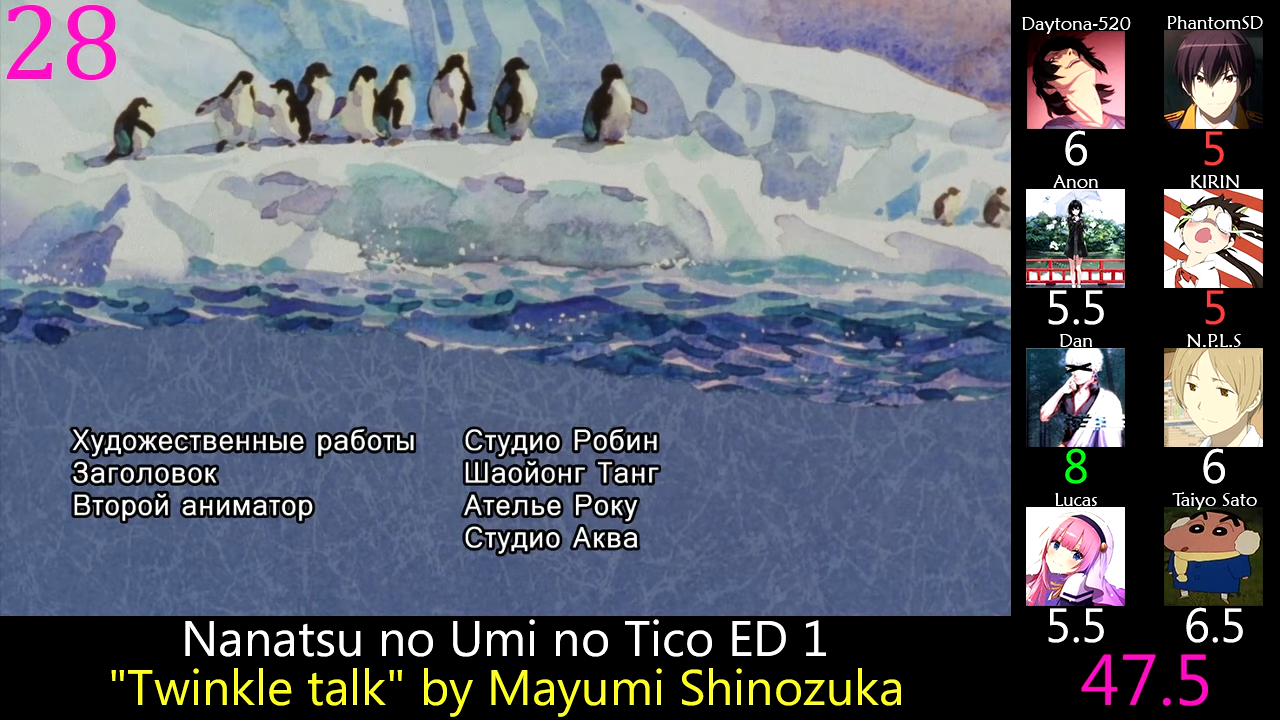 28
Художественные работы Студио Робин
Заголовок Шаойонг Танг
Второй аниматор Ателье Року
Студио Аква
Nanatsu no Umi no Tico ED 1
"Twinkle talk" by Mayumi Shinozuka
Daytona-520 PhantomSD
6 5
Anon KIRIN
5.5 5
Dan N.P.L.S
8 6
Lucas Taiyo Sato
5.5 6.5
47.5